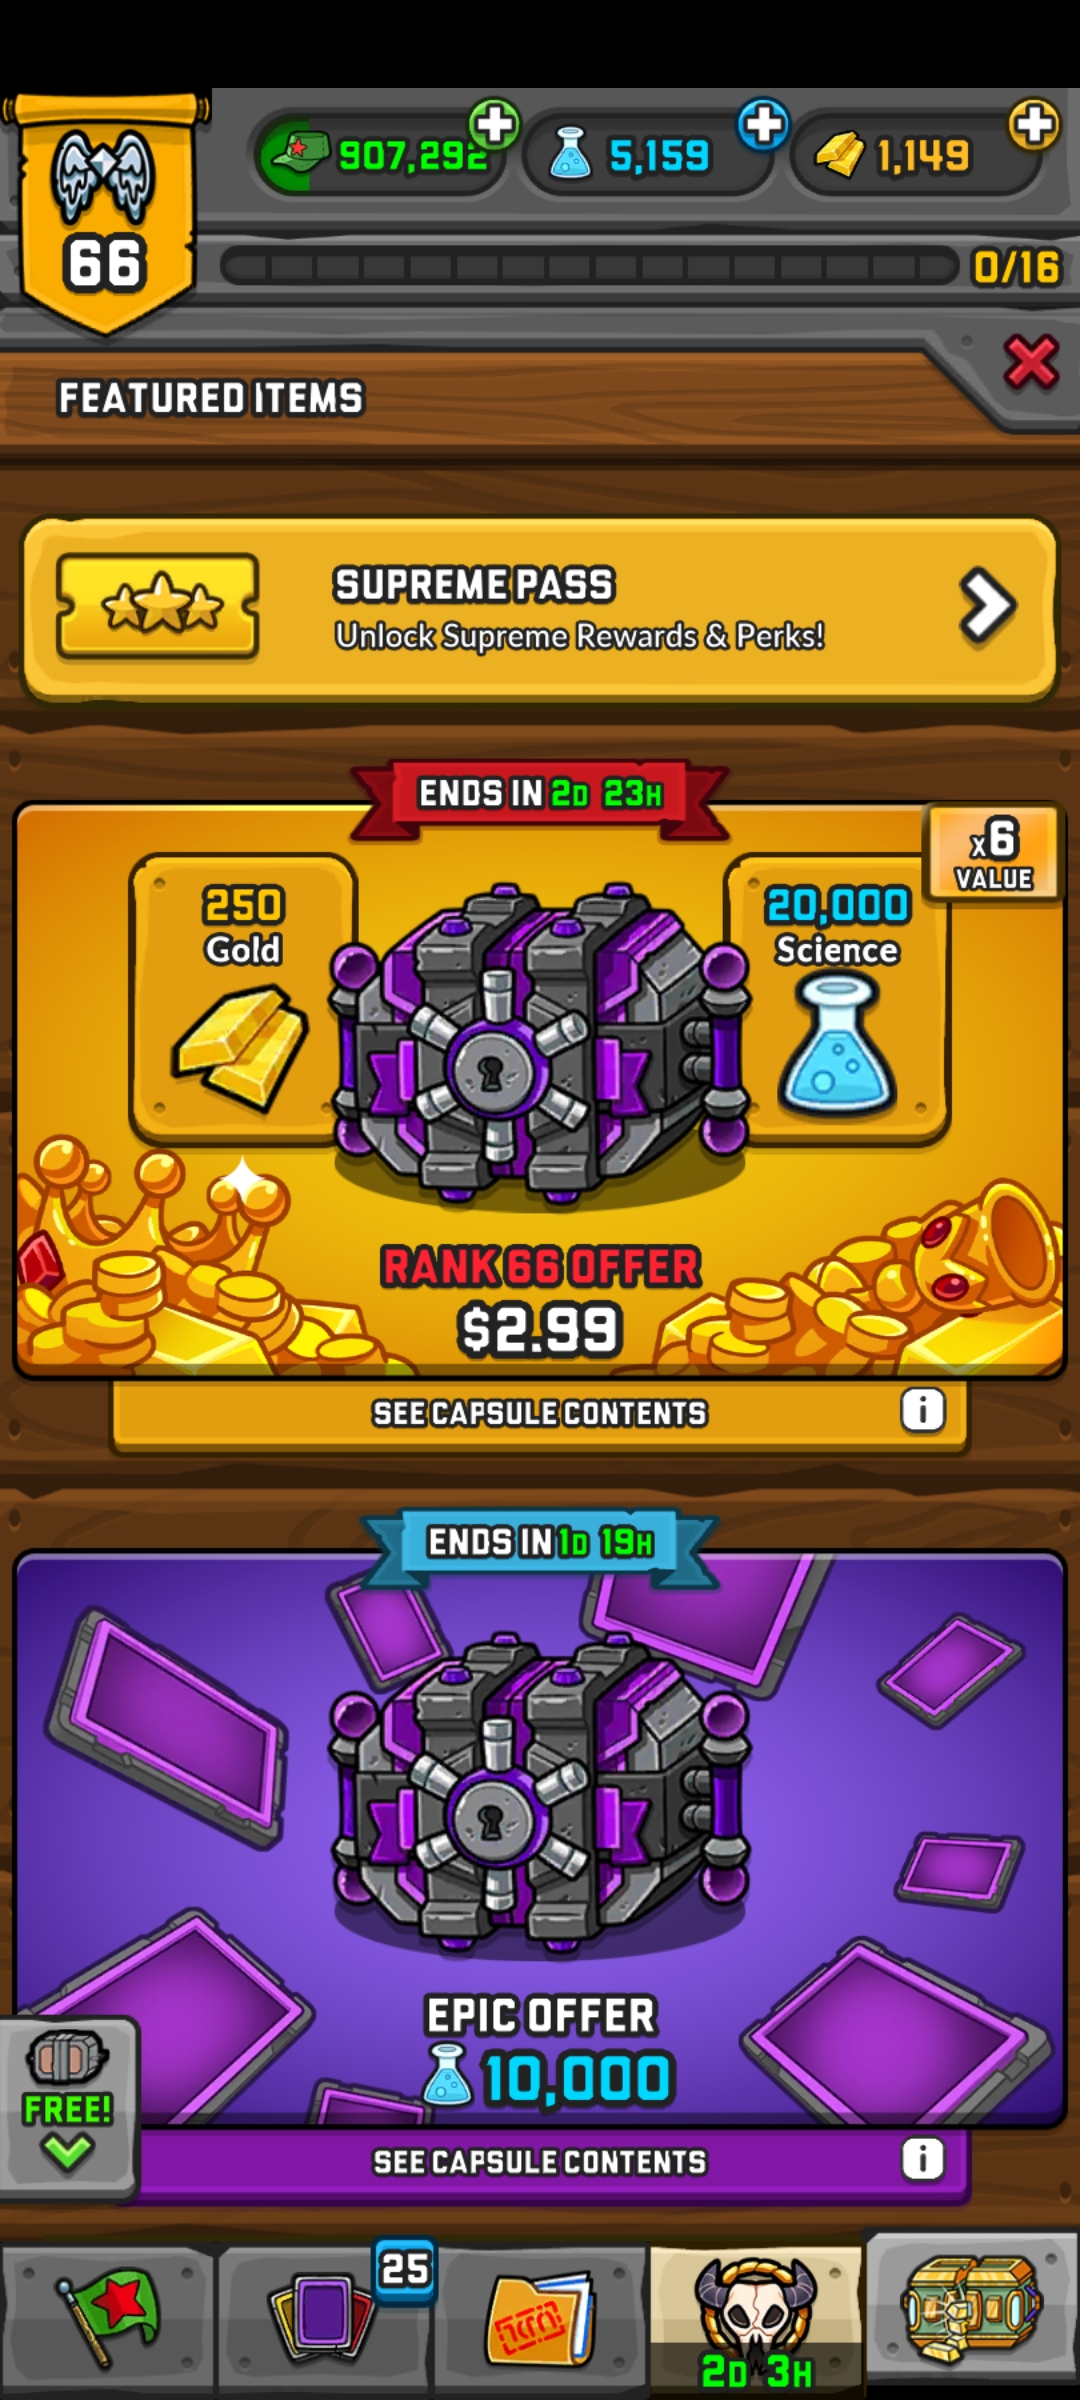 907,292
5,159
1,149
66
0/16
FEATURED ITEMS
SUPREME PASS
Unlock Supreme Rewards & Perks!
ENDS IN 2D 23H
x6
VALUE
250
Gold
20,000
Science
RANK 66 OFFER
$2.99
SEE CAPSULE CONTENTS
i
ENDS IN 1D 19H
EPIC OFFER
10,000
FREE!
SEE CAPSULE CONTENTS
i
25
2D 3H